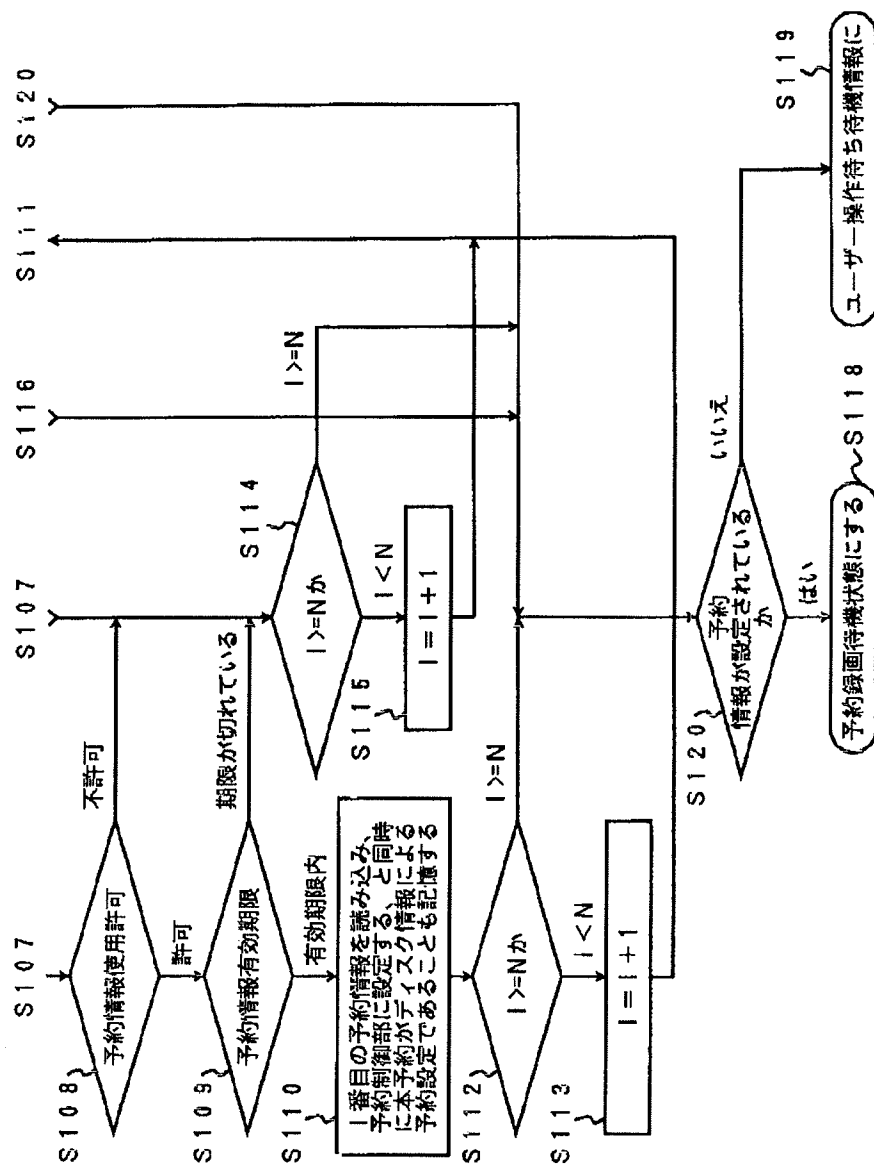 S107
S108
予約情報使用許可
不許可
許可
S109
予約情報有効期限
期限が切れている
有効期限内
S110
I番目の予約情報を読み込み、
予約制御部に設定する、と同時
に本予約がディスク情報による
予約設定であることも記憶する
S112
I>=Nか
I>=N
I<N
S113
I=I+1
S107
S114
I>=Nか
I>=N
I<N
S115
I=I+1
S116
S111
S120
S120
予約
情報が設定されている
か
いいえ
はい
予約録画待機状態にする
S118
S119
ユーザー操作待ち待機情報に